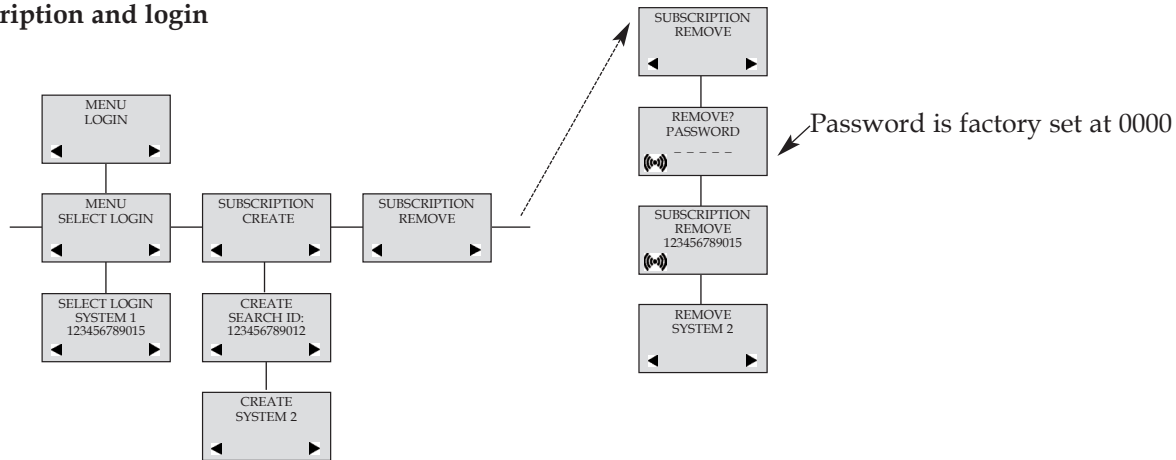 ription and login
MENU
LOGIN
MENU
SELECT LOGIN
SELECT LOGIN
SYSTEM 1
123456789015
SUBSCRIPTION
CREATE
CREATE
SEARCH ID:
123456789012
CREATE
SYSTEM 2
SUBSCRIPTION
REMOVE
SUBSCRIPTION
REMOVE
REMOVE?
PASSWORD
_ _ _ _ _
Password is factory set at 0000
SUBSCRIPTION
REMOVE
123456789015
REMOVE
SYSTEM 2